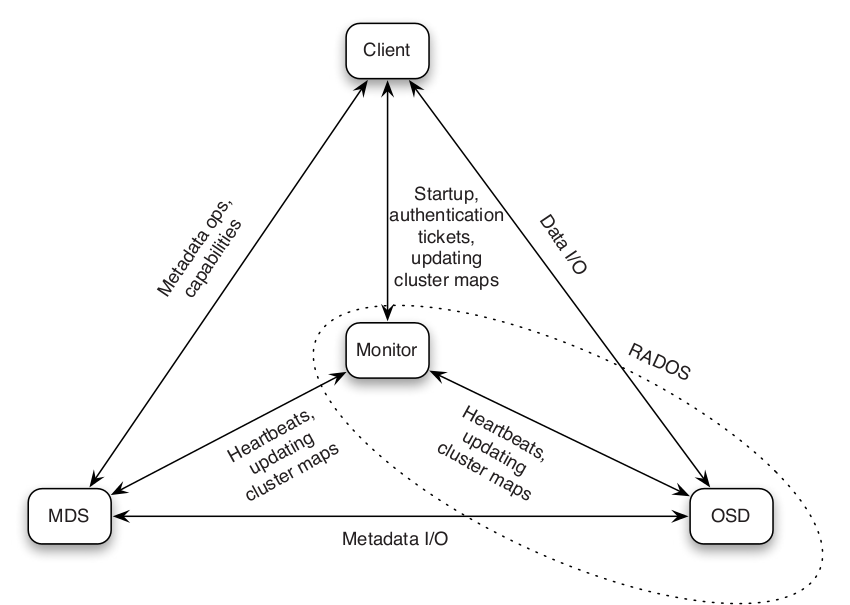 Client
Metadata ops,
capabilities
Startup,
authentication
tickets,
updating
cluster maps
Data I/O
Monitor
RADOS
Heartbeats,
updating
cluster maps
Heartbeats,
updating
cluster maps
MDS
OSD
Metadata I/O